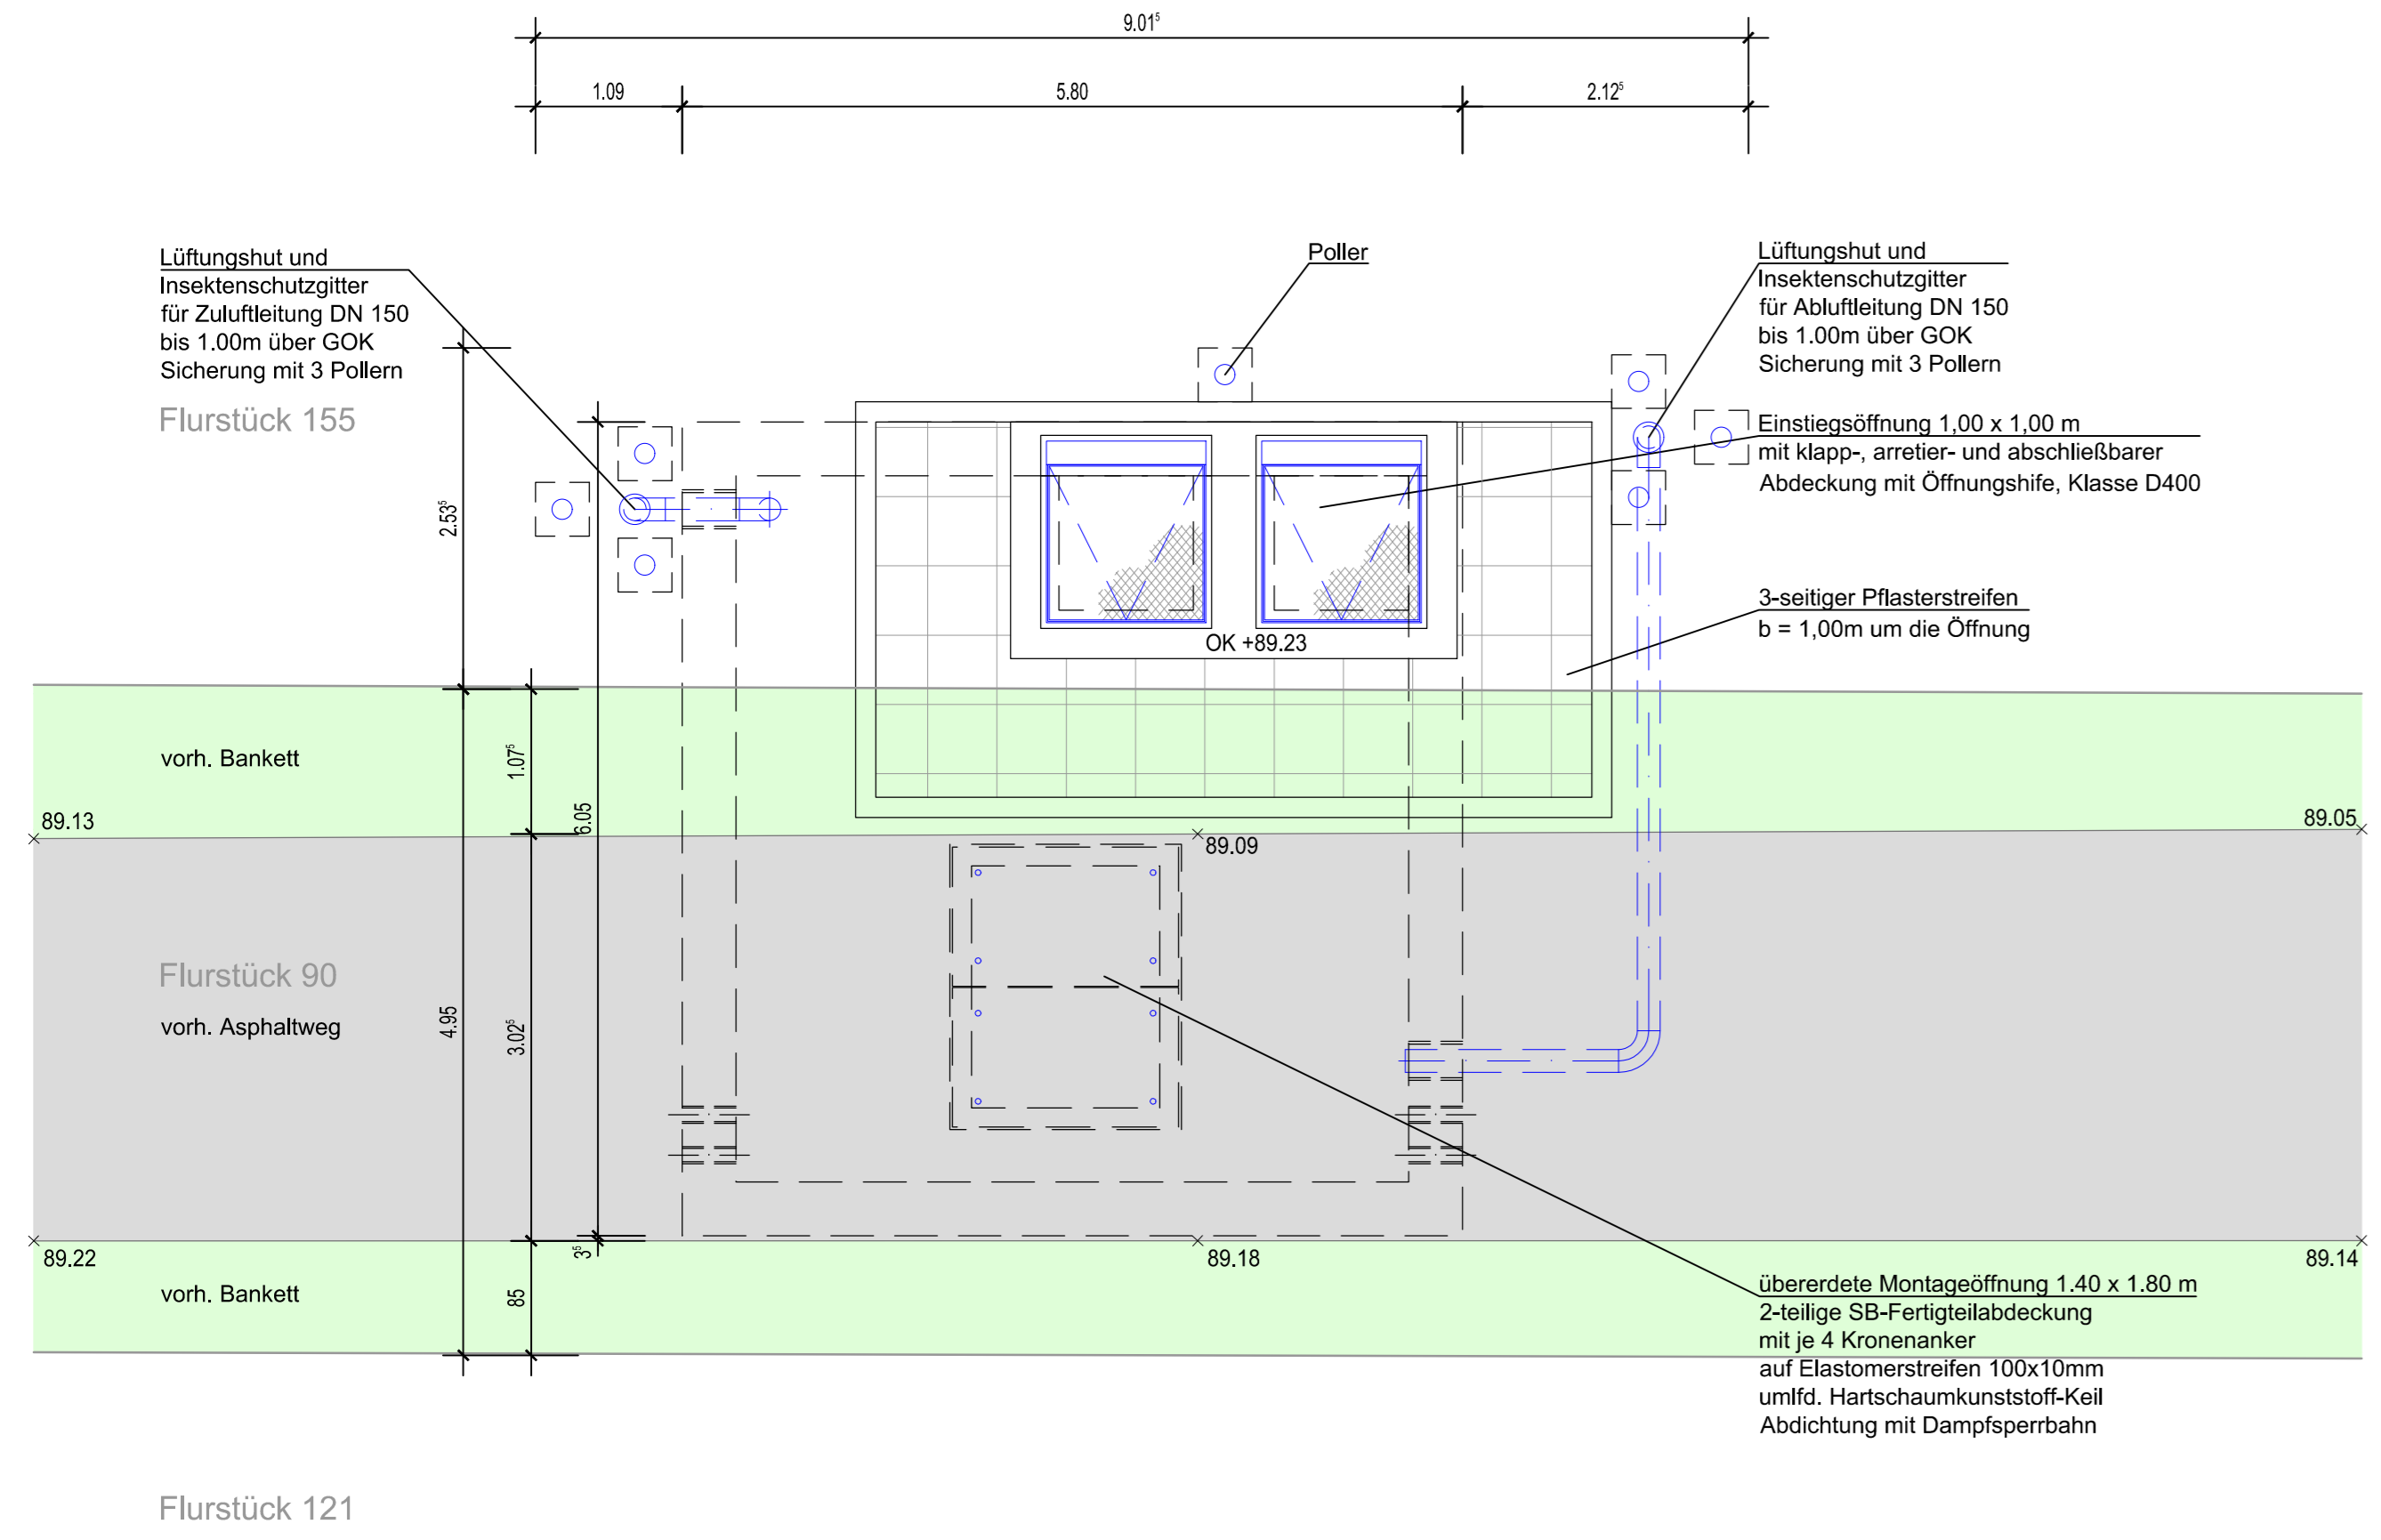 9.01⁵
1.09
5.80
2.12⁵
Lüftungshut und
Insektenschutzgitter
für Zuluftleitung DN 150
bis 1.00m über GOK
Sicherung mit 3 Pollern
Flurstück 155
Poller
Lüftungshut und
Insektenschutzgitter
für Abluftleitung DN 150
bis 1.00m über GOK
Sicherung mit 3 Pollern
Einstiegsöffnung 1,00 x 1,00 m
mit klapp-, arretier- und abschließbarer
Abdeckung mit Öffnungshife, Klasse D400
2.53⁵
3-seitiger Pflasterstreifen
b = 1,00m um die Öffnung
OK +89.23
vorh. Bankett
1.07⁵
6.05
89.13
89.09
89.05
Flurstück 90
vorh. Asphaltweg
4.95
3.02⁵
3⁵
89.22
89.18
89.14
vorh. Bankett
85
übererdete Montageöffnung 1.40 x 1.80 m
2-teilige SB-Fertigteilabdeckung
mit je 4 Kronenanker
auf Elastomerstreifen 100x10mm
umlfd. Hartschaumkunststoff-Keil
Abdichtung mit Dampfsperrbahn
Flurstück 121